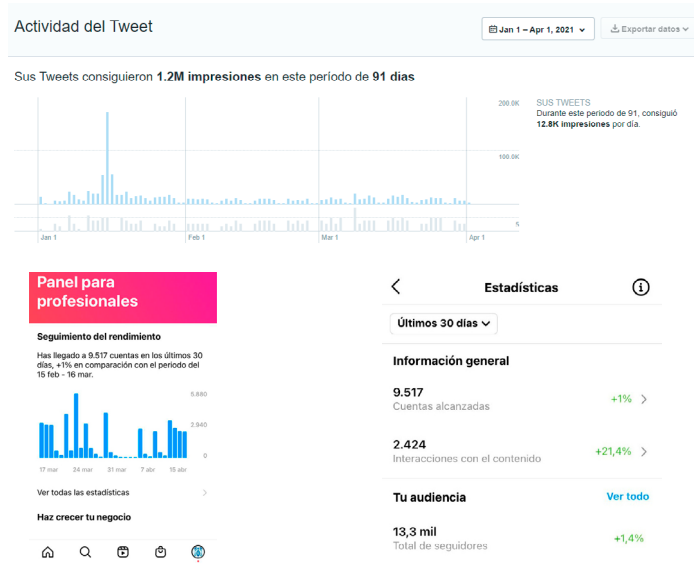 Actividad del Tweet
Jan 1 – Apr 1, 2021
Exportar datos
Sus Tweets consiguieron 1.2M impresiones en este período de 91 dias
200.0K
100.0K
5
Jan 1
Feb 1
Mar 1
Apr 1
SUS TWEETS
Durante este periodo de 91, consiguió
12.8K impresiones por día.
Panel para
profesionales
Seguimiento del rendimiento
Has llegado a 9.517 cuentas en los últimos 30
días, +1% en comparación con el periodo del
15 feb - 16 mar.
5.880
2.940
0
17 mar
24 mar
31 mar
7 abr
15 abr
Ver todas las estadísticas
Haz crecer tu negocio
Estadísticas
Últimos 30 días
Información general
9.517
Cuentas alcanzadas
+1%
2.424
Interacciones con el contenido
+21,4%
Tu audiencia
Ver todo
13,3 mil
Total de seguidores
+1,4%